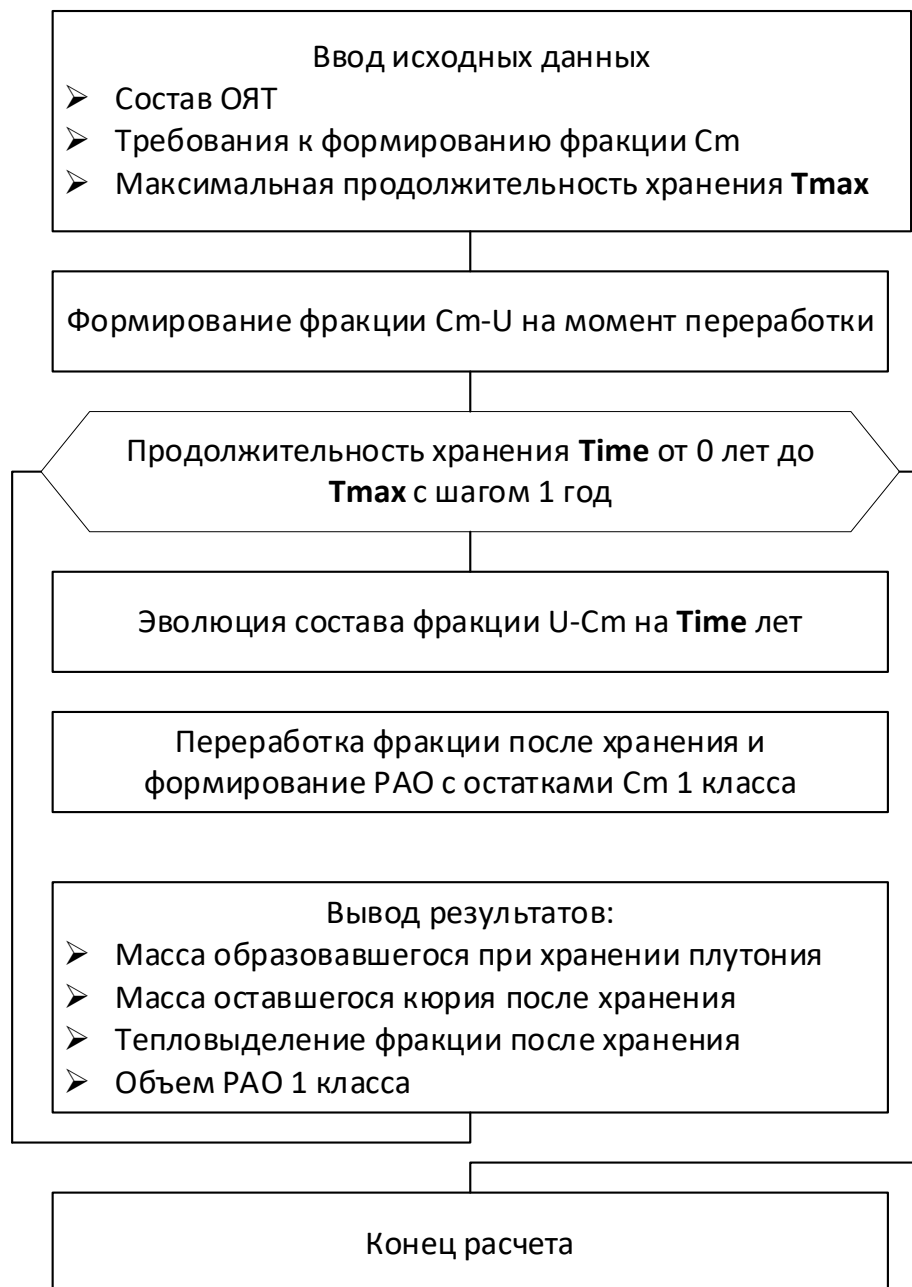 Ввод исходных данных
➢ Состав ОЯТ
➢ Требования к формированию фракции Cm
➢ Максимальная продолжительность хранения Tmax
Формирование фракции Cm-U на момент переработки
Продолжительность хранения Time от 0 лет до
Tmax с шагом 1 год
Эволюция состава фракции U-Cm на Time лет
Переработка фракции после хранения и
формирование РАО с остатками Cm 1 класса
Вывод результатов:
➢ Масса образовавшегося при хранении плутония
➢ Масса оставшегося кюрия после хранения
➢ Тепловыделение фракции после хранения
➢ Объем РАО 1 класса
Конец расчета